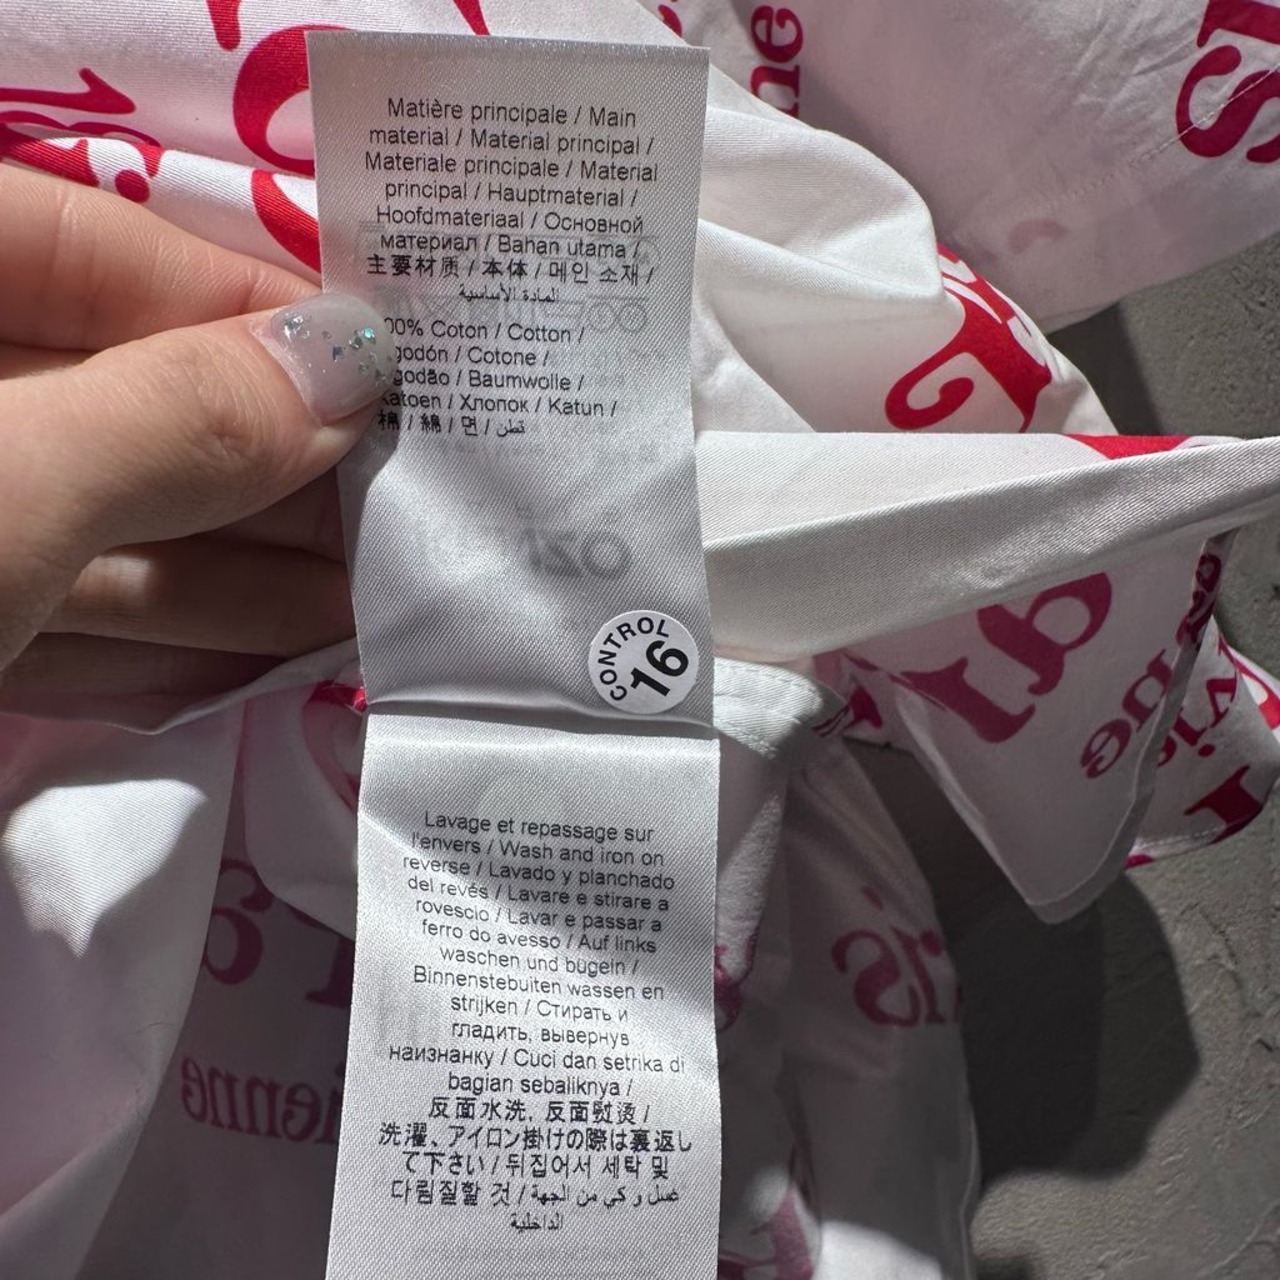 Matière principale / Main
material / Material principal /
Materiale principale / Material
principal / Hauptmaterial /
Hoofdmateriaal / Основной
материал / Bahan utama /
主要材质 / 本体 / 메인 소재 /
المادة الأساسية
00% Coton / Cotton /
godón / Cotone /
godão / Baumwolle /
Katoen / Хлопок / Katun /
棉 / 綿 / 면 / قطن
CONTROL
16
Lavage et repassage sur
l'envers / Wash and iron on
reverse / Lavado y planchado
del revés / Lavare e stirare a
rovescio / Lavar e passar a
ferro do avesso / Auf links
waschen und bügeln /
Binnenstebuiten wassen en
strijken / Стирать и
гладить, вывернув
наизнанку / Cuci dan setrika di
bagian sebaliknya /
反面水洗, 反面熨烫 /
洗濯、アイロン掛けの際は裏返し
て下さい / 뒤집어서 세탁 및
다림질할 것 / غسل و كي من الجهة
الداخلية